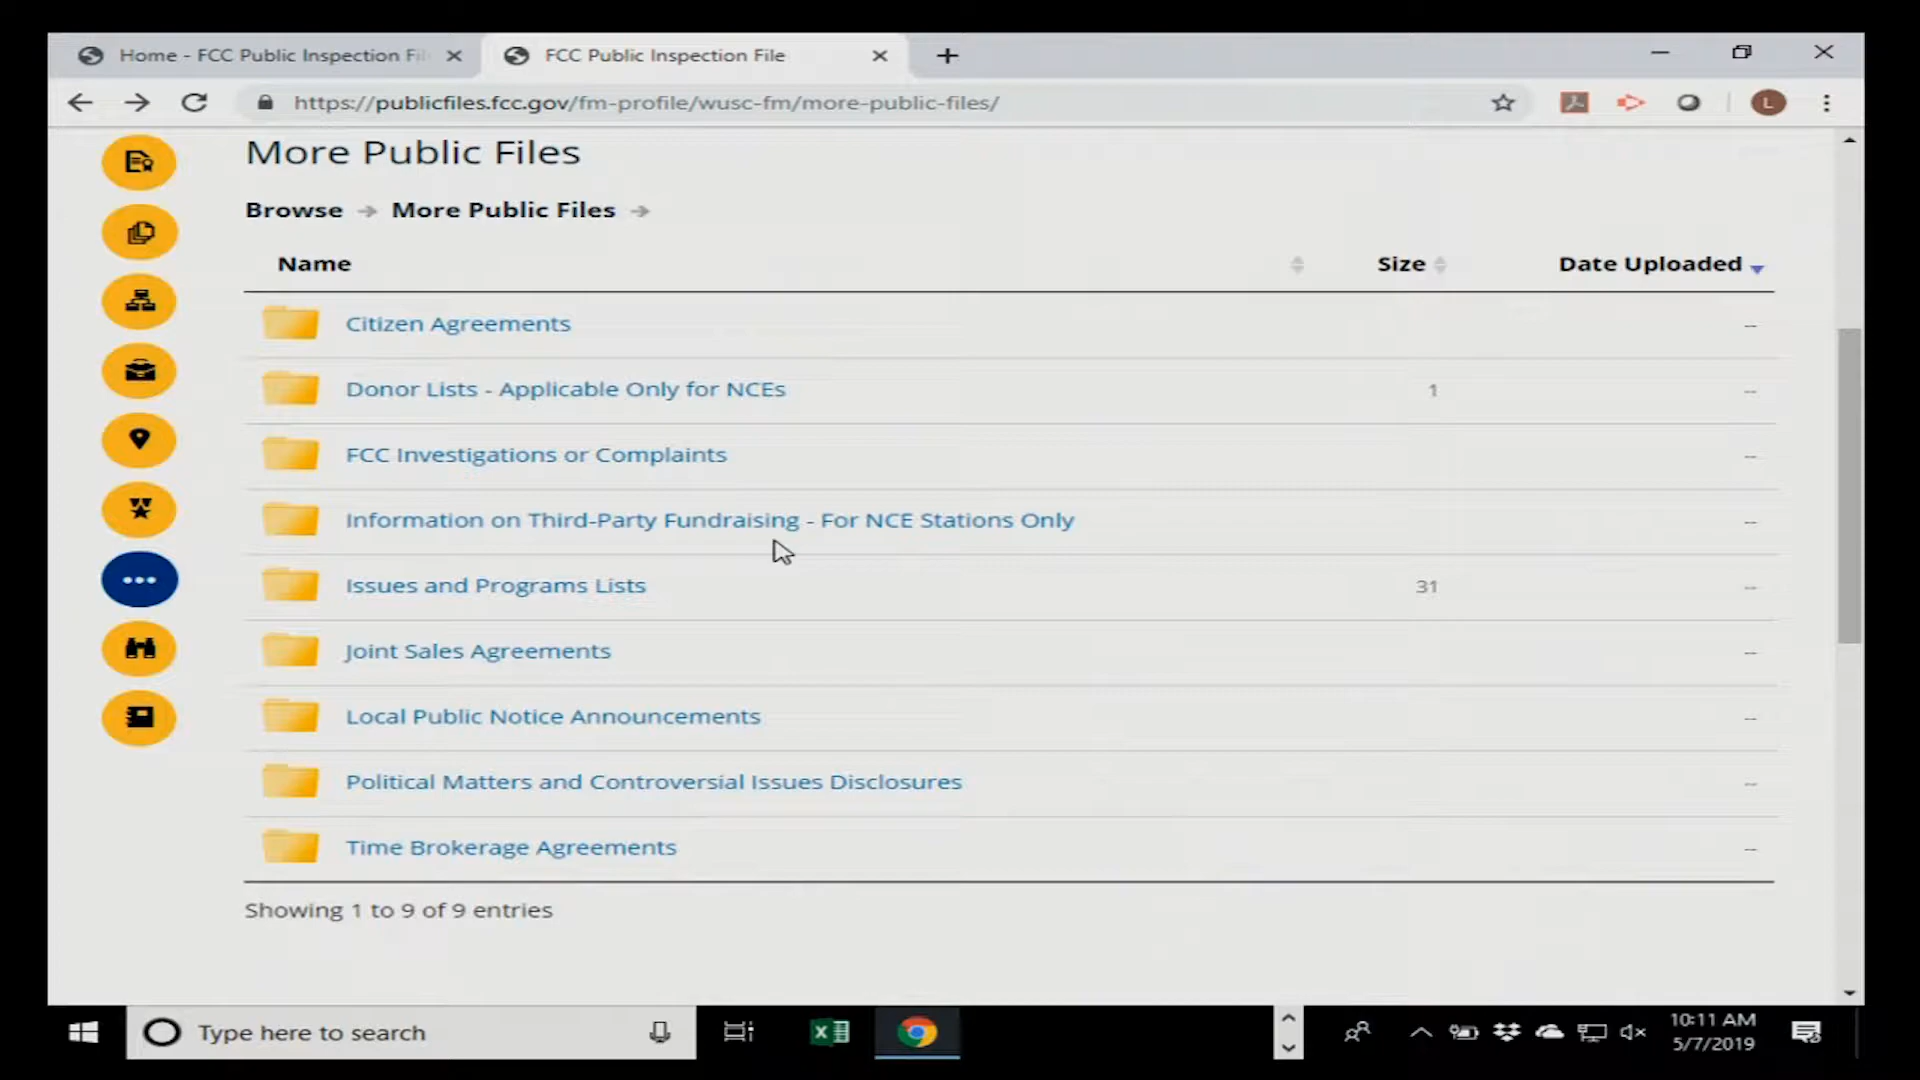 Home - FCC Public Inspection Fil
FCC Public Inspection File
https://publicfiles.fcc.gov/fm-profile/wusc-fm/more-public-files/
L
More Public Files
Browse More Public Files
Name Size Date Uploaded
Citizen Agreements --
Donor Lists - Applicable Only for NCEs 1 --
FCC Investigations or Complaints --
Information on Third-Party Fundraising - For NCE Stations Only --
Issues and Programs Lists 31 --
Joint Sales Agreements --
Local Public Notice Announcements --
Political Matters and Controversial Issues Disclosures --
Time Brokerage Agreements --
Showing 1 to 9 of 9 entries
Type here to search
10:11 AM
5/7/2019